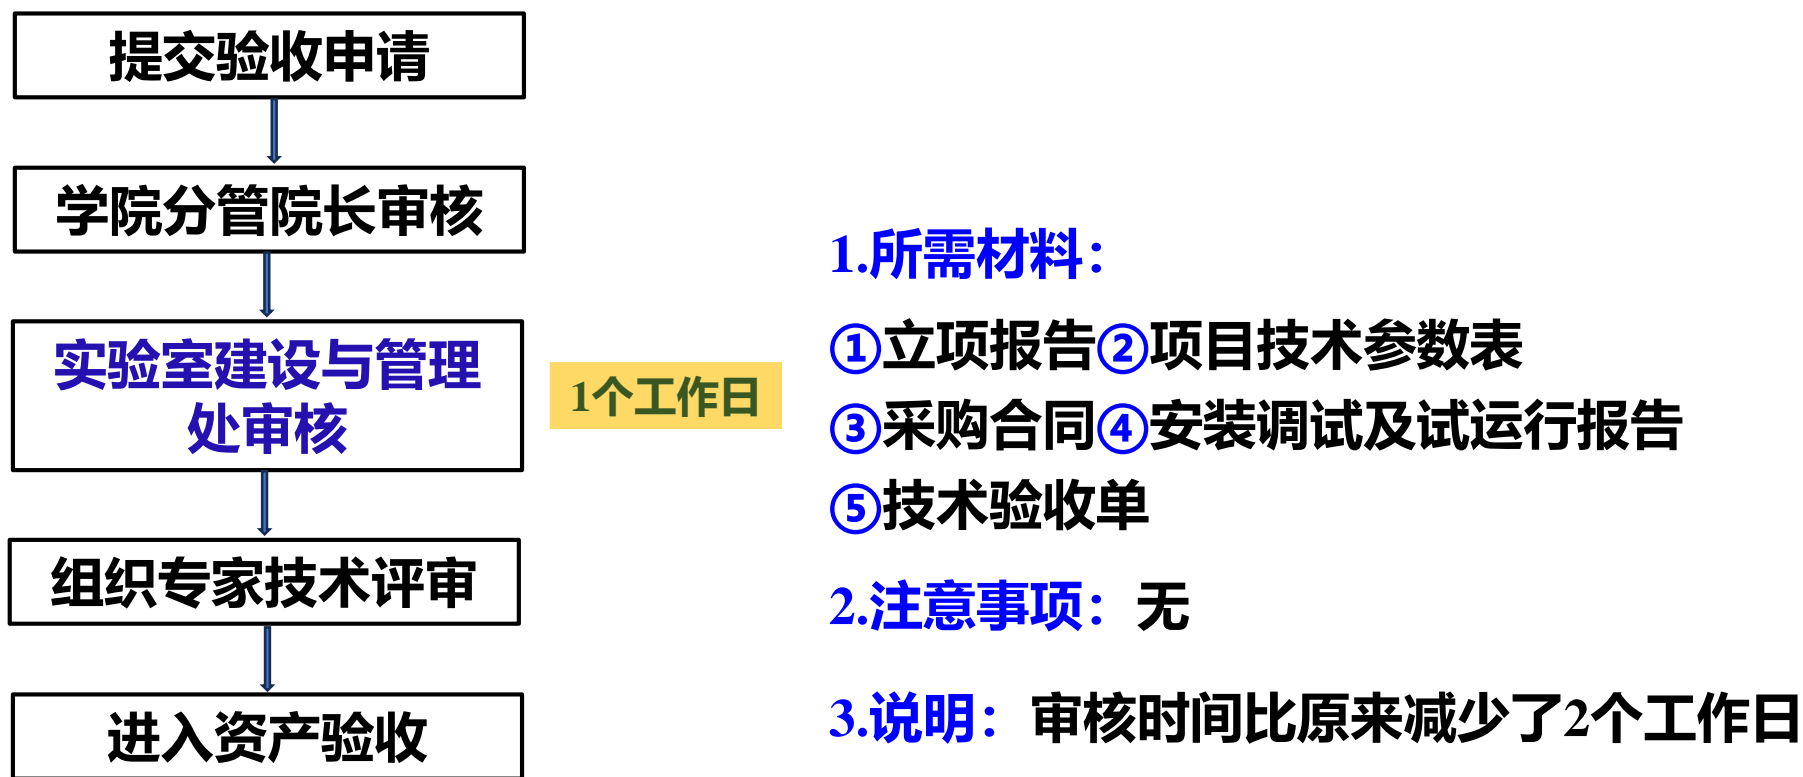 提交验收申请
学院分管院长审核
实验室建设与管理
处审核
1个工作日
组织专家技术评审
进入资产验收
1.所需材料：
①立项报告②项目技术参数表
③采购合同④安装调试及试运行报告
⑤技术验收单
2.注意事项：无
3.说明：审核时间比原来减少了2个工作日